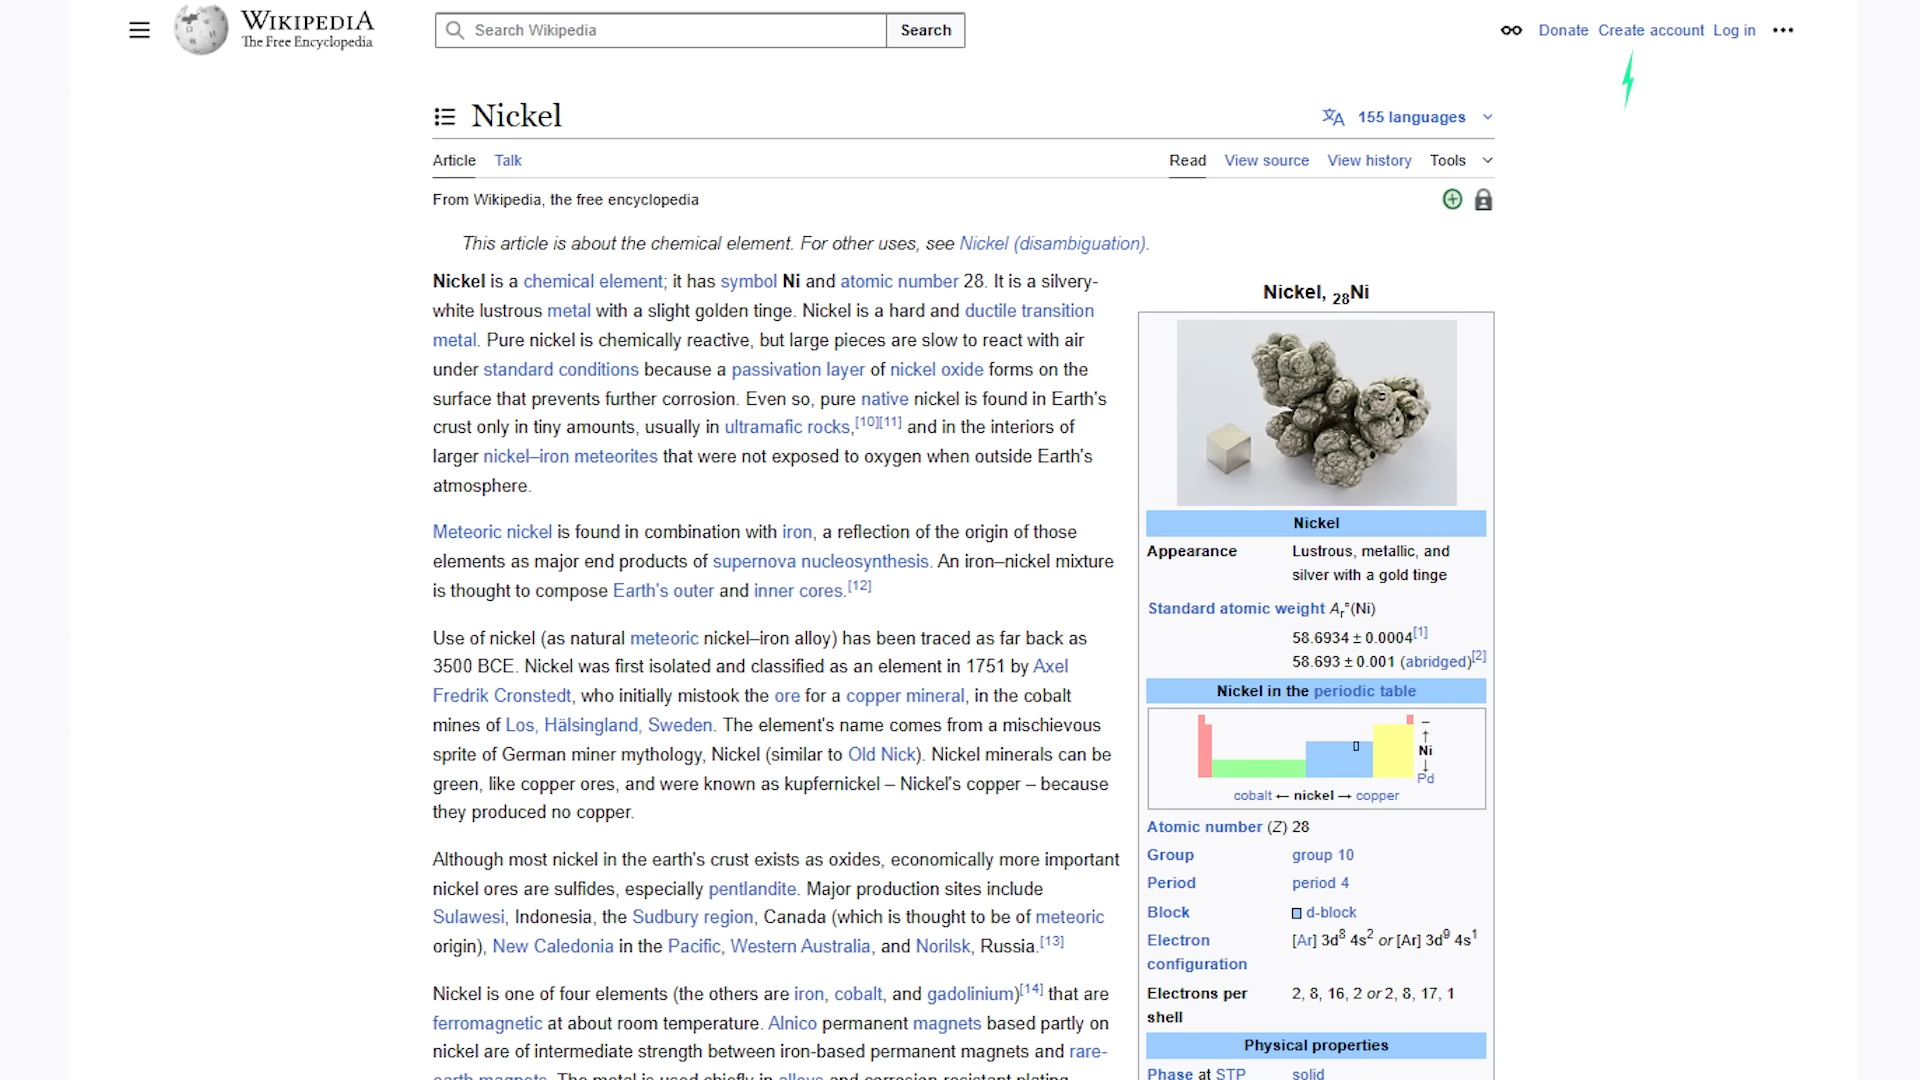 WIKIPEDIA
The Free Encyclopedia
Search Wikipedia
Search
Donate Create account Log in
Nickel
155 languages
Article Talk
Read View source View history Tools
From Wikipedia, the free encyclopedia
This article is about the chemical element. For other uses, see Nickel (disambiguation).
Nickel is a chemical element; it has symbol Ni and atomic number 28. It is a silvery-
white lustrous metal with a slight golden tinge. Nickel is a hard and ductile transition
metal. Pure nickel is chemically reactive, but large pieces are slow to react with air
under standard conditions because a passivation layer of nickel oxide forms on the
surface that prevents further corrosion. Even so, pure native nickel is found in Earth's
crust only in tiny amounts, usually in ultramafic rocks,[10][11] and in the interiors of
larger nickel–iron meteorites that were not exposed to oxygen when outside Earth's
atmosphere.
Meteoric nickel is found in combination with iron, a reflection of the origin of those
elements as major end products of supernova nucleosynthesis. An iron–nickel mixture
is thought to compose Earth's outer and inner cores.[12]
Use of nickel (as natural meteoric nickel–iron alloy) has been traced as far back as
3500 BCE. Nickel was first isolated and classified as an element in 1751 by Axel
Fredrik Cronstedt, who initially mistook the ore for a copper mineral, in the cobalt
mines of Los, Hälsingland, Sweden. The element's name comes from a mischievous
sprite of German miner mythology, Nickel (similar to Old Nick). Nickel minerals can be
green, like copper ores, and were known as kupfernickel – Nickel's copper – because
they produced no copper.
Although most nickel in the earth's crust exists as oxides, economically more important
nickel ores are sulfides, especially pentlandite. Major production sites include
Sulawesi, Indonesia, the Sudbury region, Canada (which is thought to be of meteoric
origin), New Caledonia in the Pacific, Western Australia, and Norilsk, Russia.[13]
Nickel is one of four elements (the others are iron, cobalt, and gadolinium)[14] that are
ferromagnetic at about room temperature. Alnico permanent magnets based partly on
nickel are of intermediate strength between iron-based permanent magnets and rare-
earth magnets. The metal is used chiefly in alloys and corrosion-resistant plating.
Nickel, 28Ni
Nickel
Appearance Lustrous, metallic, and
silver with a gold tinge
Standard atomic weight Ar°(Ni)
58.6934 ± 0.0004[1]
58.693 ± 0.001 (abridged)[2]
Nickel in the periodic table
–
↑
Ni
↓
Pd
cobalt ← nickel → copper
Atomic number (Z) 28
Group group 10
Period period 4
Block d-block
Electron [Ar] 3d8 4s2 or [Ar] 3d9 4s1
configuration
Electrons per 2, 8, 16, 2 or 2, 8, 17, 1
shell
Physical properties
Phase at STP solid